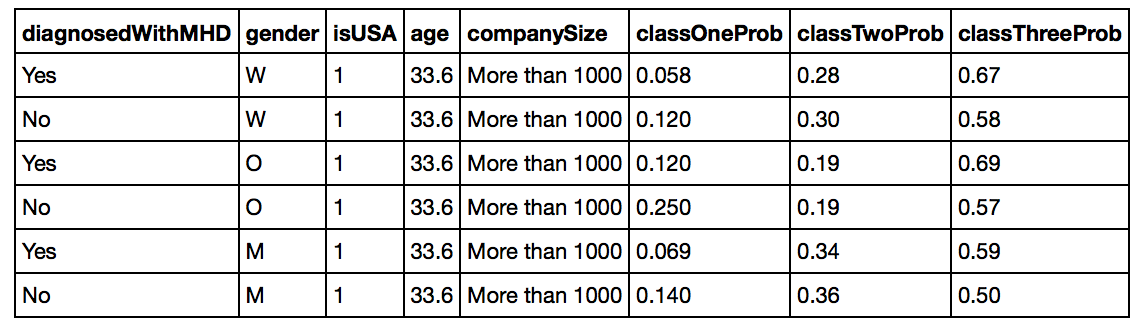 diagnosedWithMHD gender isUSA age companySize classOneProb classTwoProb classThreeProb
Yes W 1 33.6 More than 1000 0.058 0.28 0.67
No W 1 33.6 More than 1000 0.120 0.30 0.58
Yes O 1 33.6 More than 1000 0.120 0.19 0.69
No O 1 33.6 More than 1000 0.250 0.19 0.57
Yes M 1 33.6 More than 1000 0.069 0.34 0.59
No M 1 33.6 More than 1000 0.140 0.36 0.50